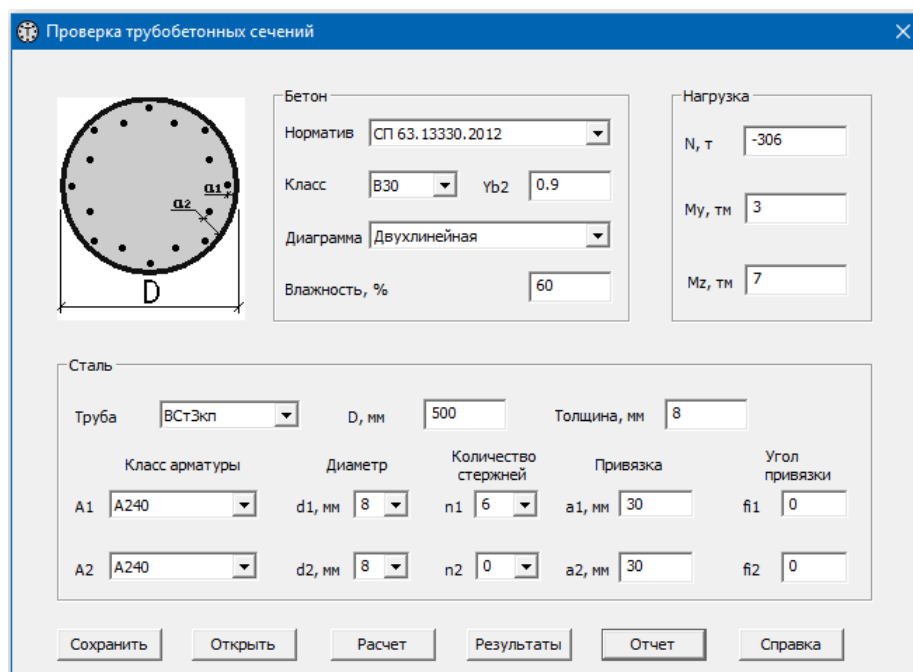 Проверка трубобетонных сечений
Бетон
Норматив СП 63.13330.2012
Класс B30 Yb2 0.9
Диаграмма Двухлинейная
Влажность, % 60
Нагрузка
N, т -306
My, тм 3
Mz, тм 7
a1
a2
D
Сталь
Труба ВСт3кп D, мм 500 Толщина, мм 8
Класс арматуры Диаметр Количество стержней Привязка Угол привязки
A1 A240 d1, мм 8 n1 6 a1, мм 30 fi1 0
A2 A240 d2, мм 8 n2 0 a2, мм 30 fi2 0
Сохранить Открыть Расчет Результаты Отчет Справка